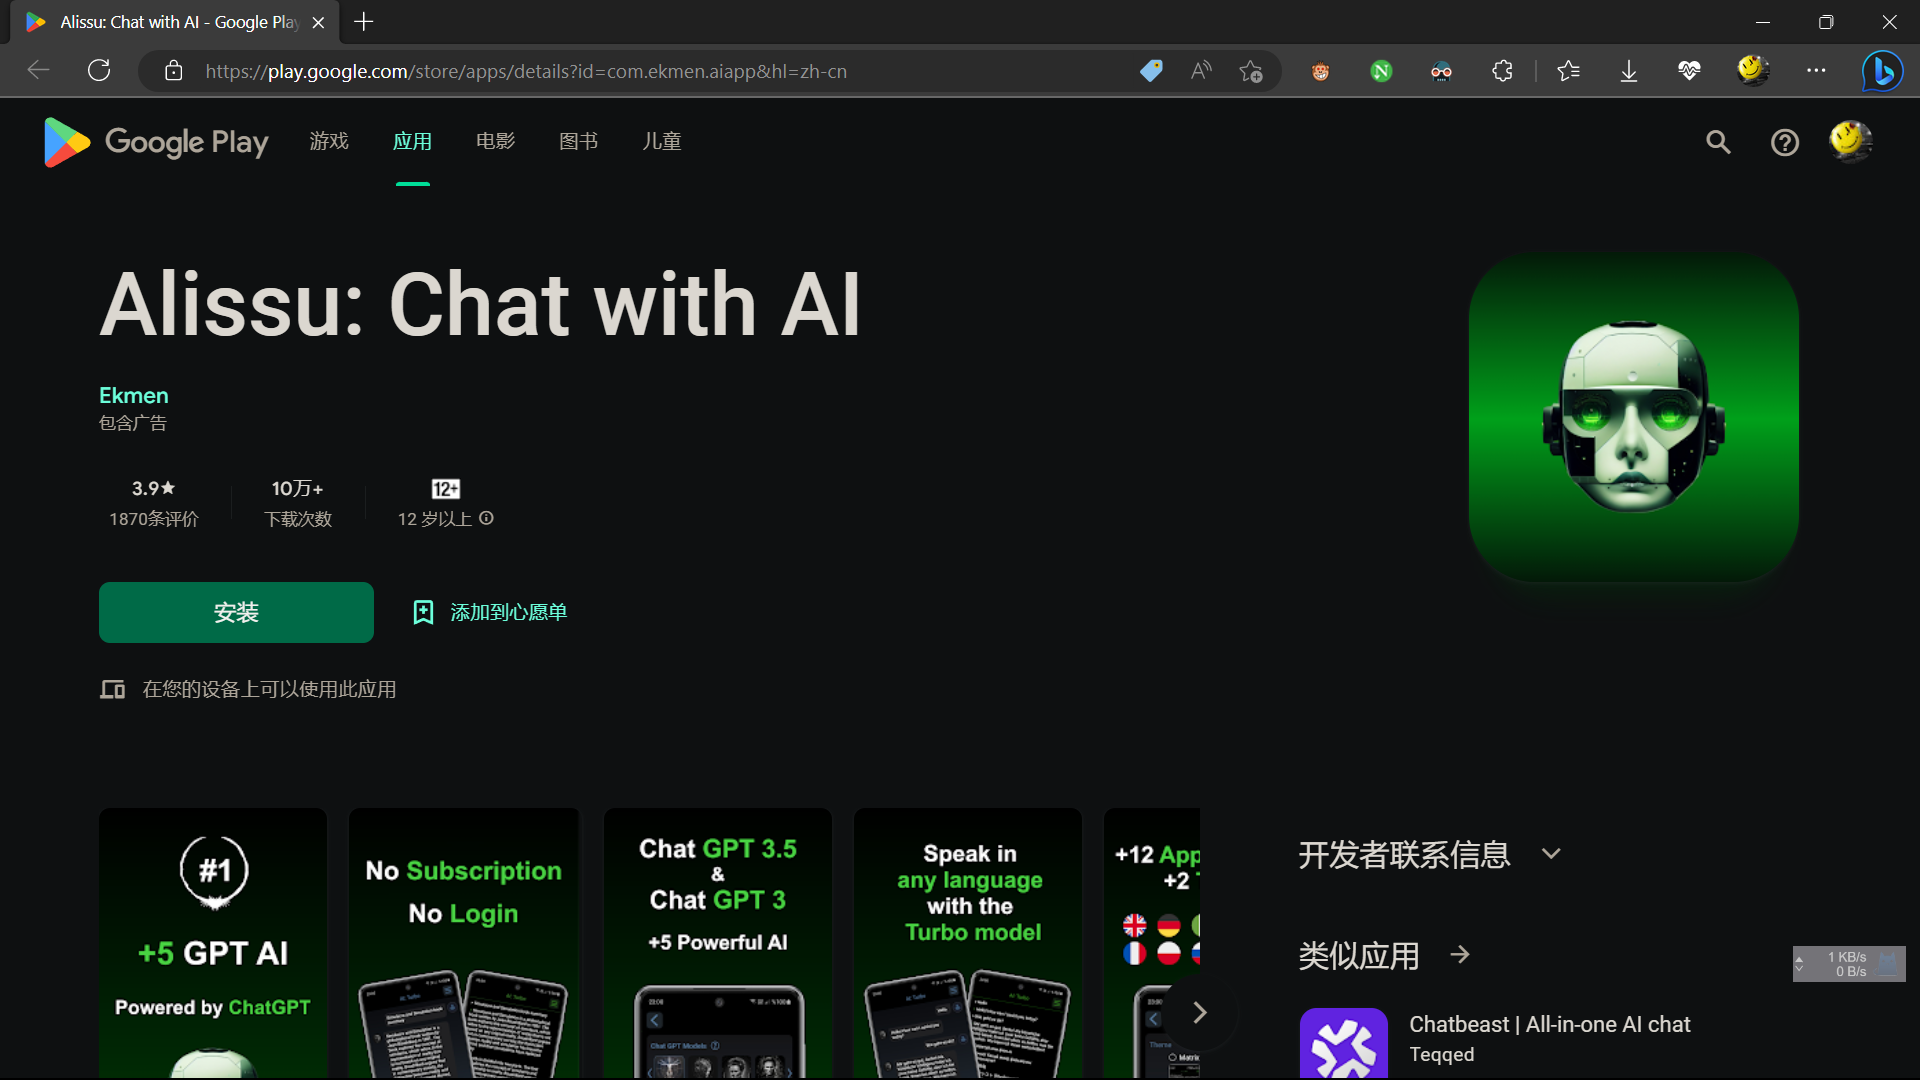 Alissu: Chat with AI - Google Play
https://play.google.com/store/apps/details?id=com.ekmen.aiapp&hl=zh-cn
Google Play
游戏
应用
电影
图书
儿童
Alissu: Chat with AI
Ekmen
包含广告
3.9★
1870条评价
10万+
下载次数
12+
12 岁以上
安装
添加到心愿单
在您的设备上可以使用此应用
#1
+5 GPT AI
Powered by ChatGPT
No Subscription
No Login
Chat GPT 3.5
&
Chat GPT 3
+5 Powerful AI
Chat GPT Models
Speak in
any language
with the
Turbo model
+12 App
+2
Theme
Matrix
开发者联系信息
类似应用
Chatbeast | All-in-one AI chat
Teqqed
1 KB/s
0 B/s